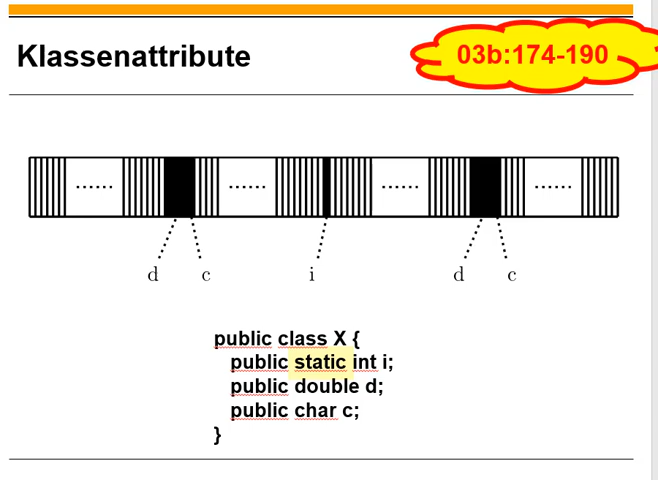 Klassenattribute
03b:174-190
...... ...... ...... ......
d c i d c
public class X {
public static int i;
public double d;
public char c;
}